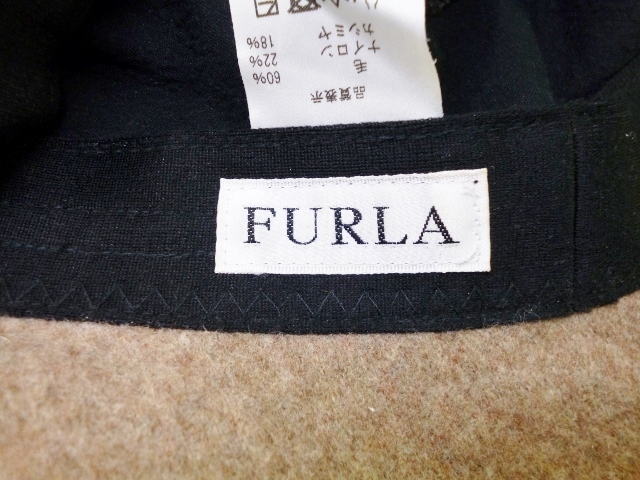 品質表示
毛 60%
ナイロン 22%
カシミヤ 18%
FURLA